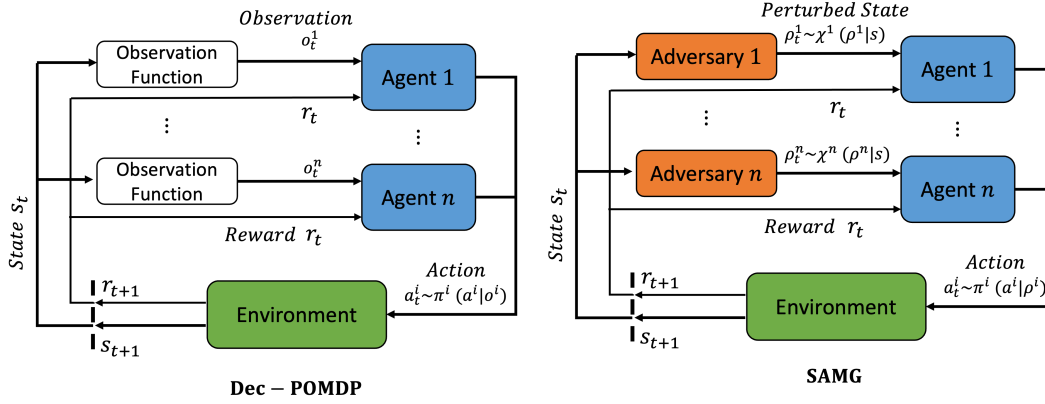 Observation
Observation
Function
o_t^1
Agent 1
r_t
⋮
⋮
Observation
Function
o_t^n
Agent n
State s_t
Reward r_t
Action
a_t^i~π^i (a^i|o^i)
r_{t+1}
Environment
s_{t+1}
Dec − POMDP
Perturbed State
Adversary 1
ρ_t^1~χ^1 (ρ^1|s)
Agent 1
r_t
⋮
⋮
Adversary n
ρ_t^n~χ^n (ρ^n|s)
Agent n
State s_t
Reward r_t
Action
a_t^i~π^i (a^i|ρ^i)
r_{t+1}
Environment
s_{t+1}
SAMG